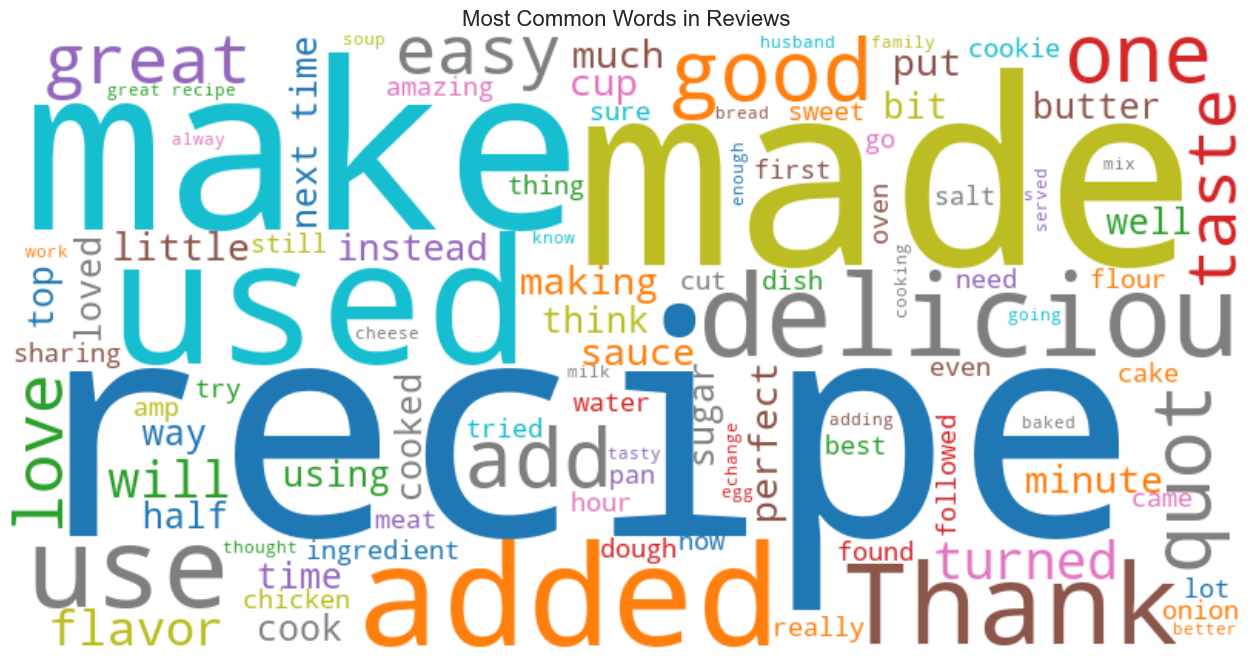 Most Common Words in Reviews
great
great recipe
soup
easy
amazing
next time
much
cup
husband
good
family
put
cookie
one
make
alway
sure
bread
sweet
bit
butter
taste
made
thing
enough
first
go
oven
salt
mix
s
served
well
work
top
loved
little
still
instead
know
used
cheese
making
think
cut
dish
cooking
need
flour
going
deliciou
sharing
sauce
milk
even
cake
recipe
love
try
amp
way
will
half
using
cooked
tried
add
tasty
water
pan
hour
meat
sugar
change
egg
perfect
adding
best
followed
baked
minute
came
quot
use
thought
ingredient
time
chicken
flavor
cook
added
dough
now
found
turned
really
Thank
lot
onion
better